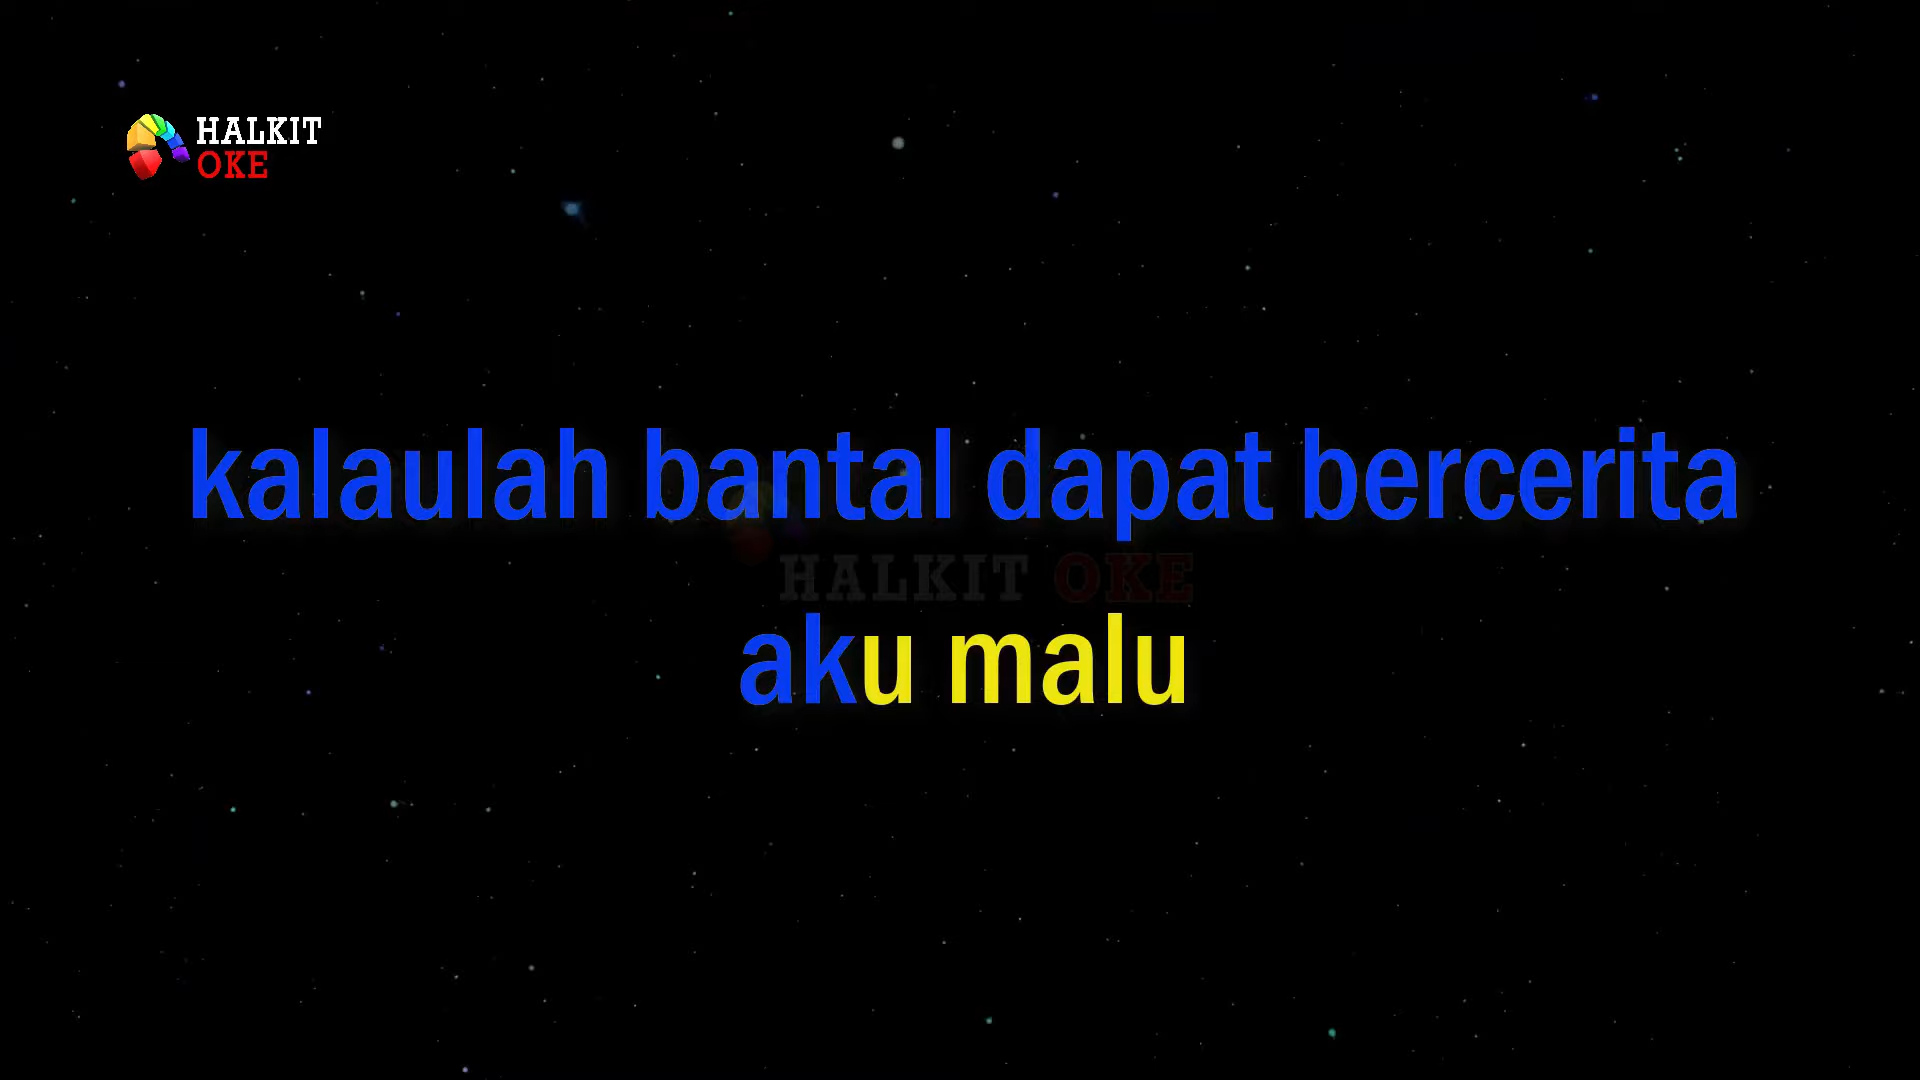 HALKIT
OKE
kalaulah bantal dapat bercerita
HALKIT OKE
aku malu